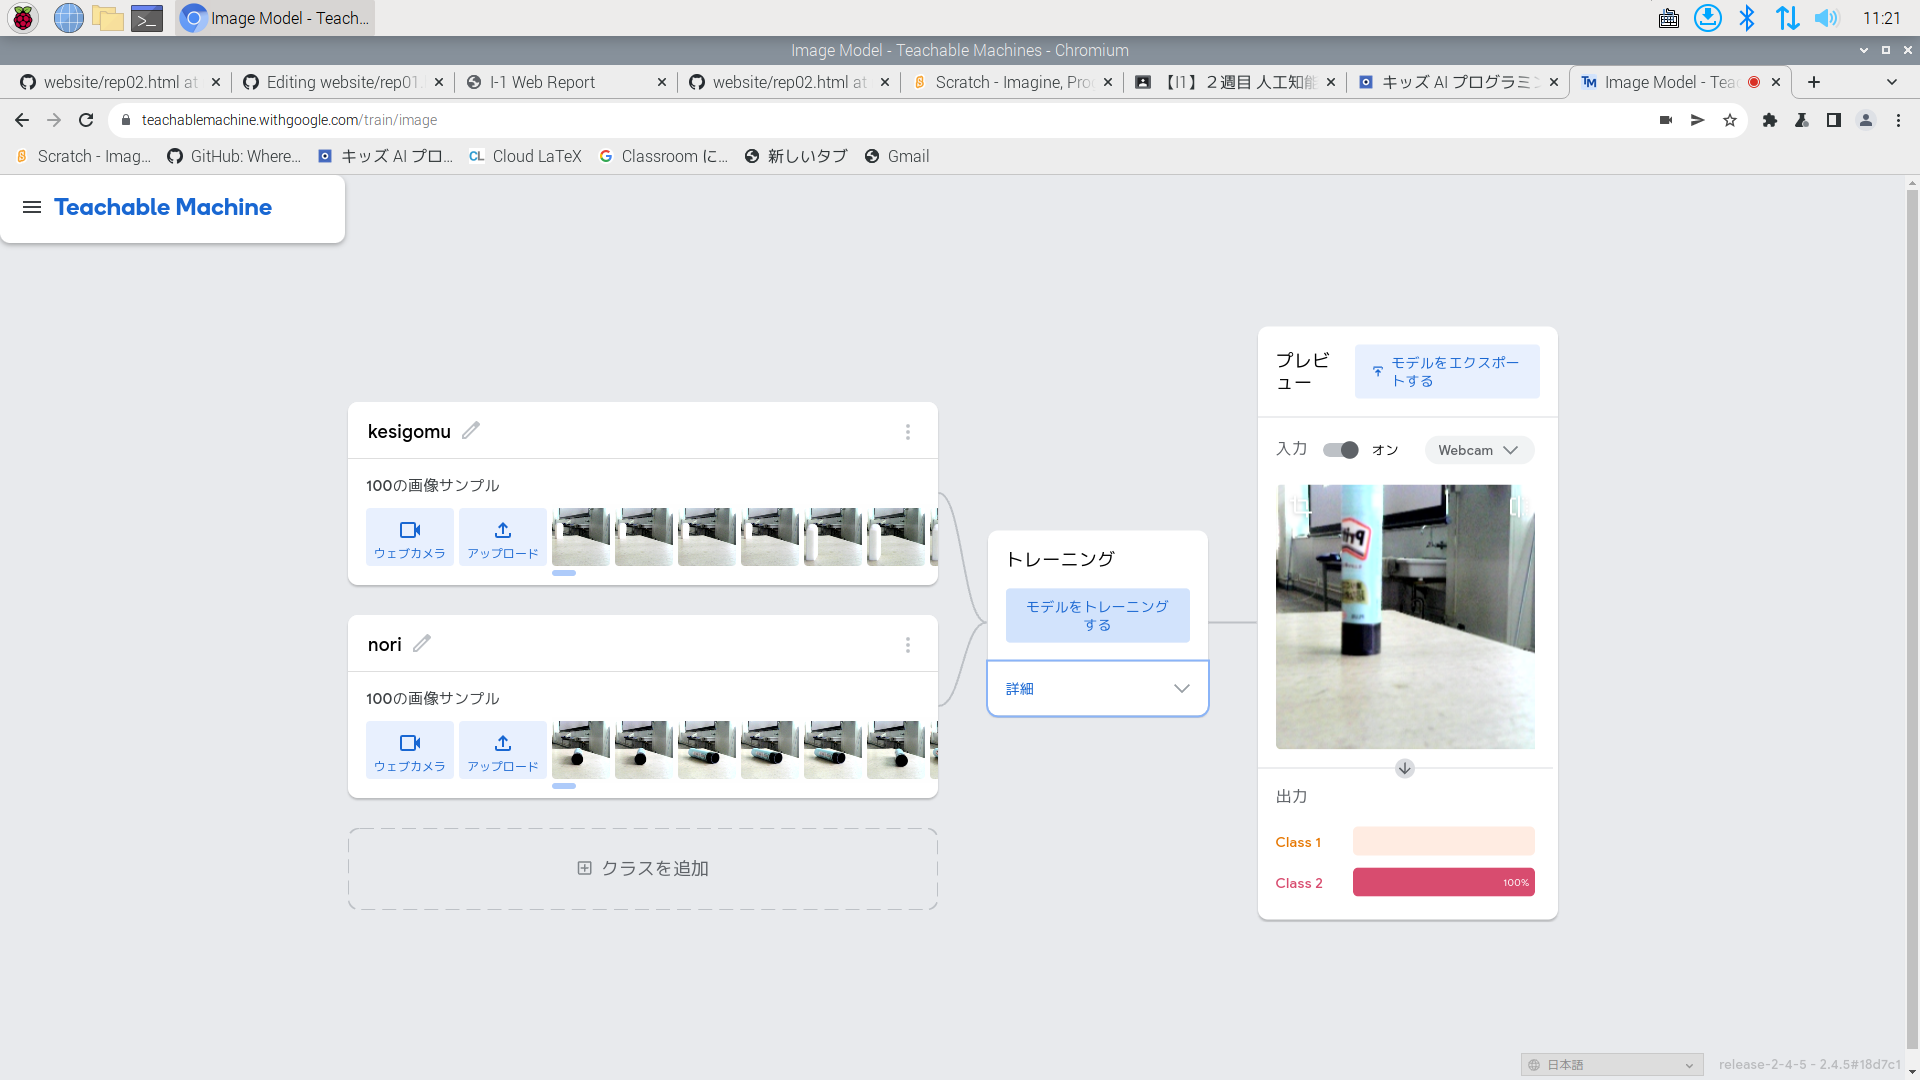 Image Model - Teach...
11:21
Image Model - Teachable Machines - Chromium
website/rep02.html at
Editing website/rep01.
I-1 Web Report
website/rep02.html at
Scratch - Imagine, Pro
【I1】２週目 人工知能
キッズ AI プログラミン
Image Model - Teac
teachablemachine.withgoogle.com/train/image
Scratch - Imag...
GitHub: Where...
キッズ AI プロ...
Cloud LaTeX
Classroom に...
新しいタブ
Gmail
Teachable Machine
プレビュー
モデルをエクスポートする
kesigomu
入力
オン
Webcam
100の画像サンプル
ウェブカメラ
アップロード
Pritt
トレーニング
モデルをトレーニング
する
nori
詳細
100の画像サンプル
ウェブカメラ
アップロード
出力
Class 1
Class 2
100%
クラスを追加
日本語
release-2-4-5 - 2.4.5#18d7c1